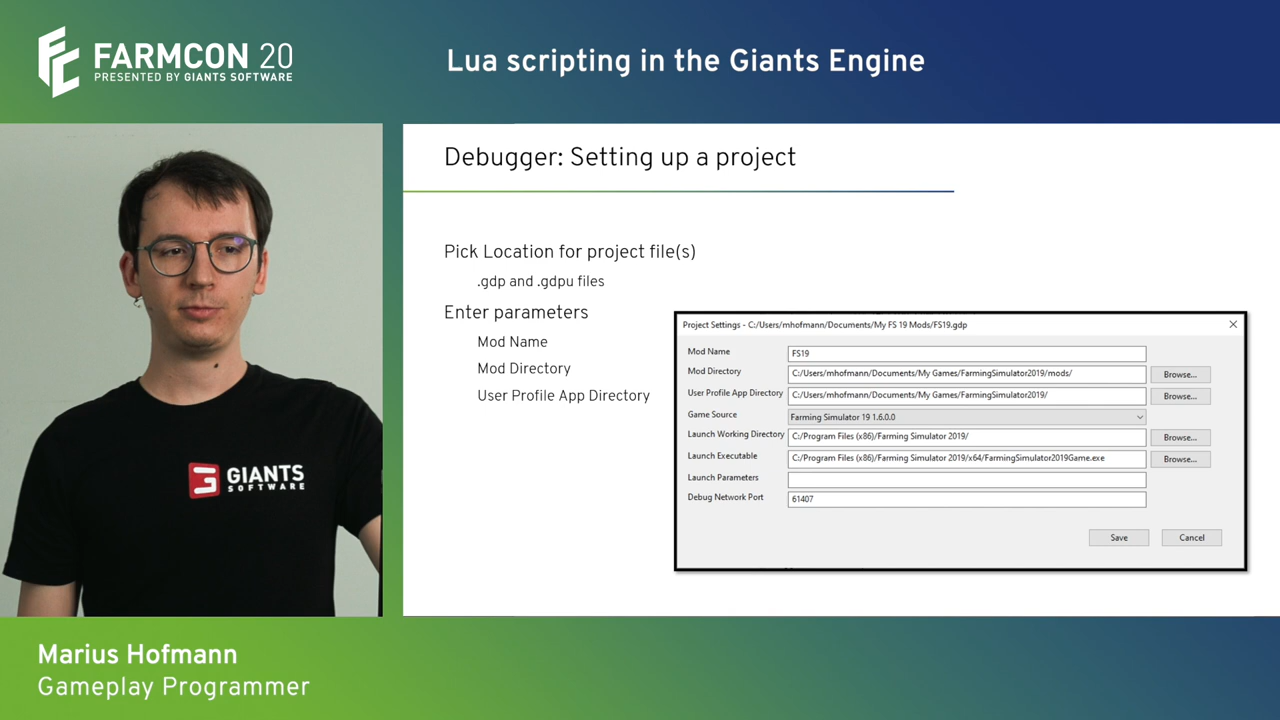 FARMCON 20
PRESENTED BY GIANTS SOFTWARE
Lua scripting in the Giants Engine
GIANTS
SOFTWARE
Debugger: Setting up a project
Pick Location for project file(s)
.gdp and .gdpu files
Enter parameters
Mod Name
Mod Directory
User Profile App Directory
Project Settings - C:/Users/mhofmann/Documents/My FS 19 Mods/FS19.gdp
Mod Name FS19
Mod Directory C:/Users/mhofmann/Documents/My Games/FarmingSimulator2019/mods/ Browse...
User Profile App Directory C:/Users/mhofmann/Documents/My Games/FarmingSimulator2019/ Browse...
Game Source Farming Simulator 19 1.6.0.0
Launch Working Directory C:/Program Files (x86)/Farming Simulator 2019/ Browse...
Launch Executable C:/Program Files (x86)/Farming Simulator 2019/x64/FarmingSimulator2019Game.exe Browse...
Launch Parameters
Debug Network Port 61407
Save Cancel
Marius Hofmann
Gameplay Programmer